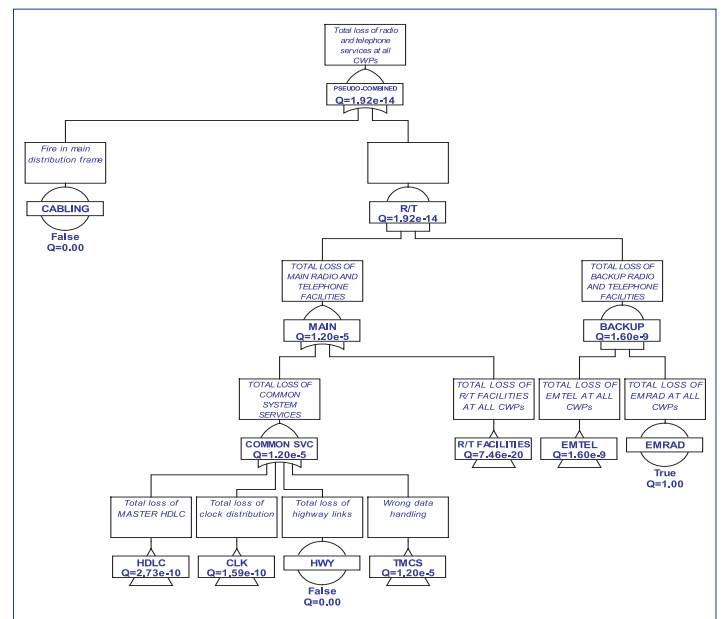 Total loss of radio
and telephone
services at all
CWPs
PSEUDO-COMBINED
Q=1.92e-14
Fire in main
distribution frame
CABLING
False
Q=0.00
R/T
Q=1.92e-14
TOTAL LOSS OF
MAIN RADIO AND
TELEPHONE
FACILITIES
MAIN
Q=1.20e-5
TOTAL LOSS OF
BACKUP RADIO
AND TELEPHONE
FACILITIES
BACKUP
Q=1.60e-9
TOTAL LOSS OF
COMMON
SYSTEM
SERVICES
COMMON SVC
Q=1.20e-5
TOTAL LOSS OF
R/T FACILITIES
AT ALL CWPs
R/T FACILITIES
Q=7.46e-20
TOTAL LOSS OF
EMTEL AT ALL
CWPs
EMTEL
Q=1.60e-9
TOTAL LOSS OF
EMRAD AT ALL
CWPs
EMRAD
True
Q=1.00
Total loss of
MASTER HDLC
HDLC
Q=2.73e-10
Total loss of
clock distribution
CLK
Q=1.59e-10
Total loss of
highway links
HWY
False
Q=0.00
Wrong data
handling
TMCS
Q=1.20e-5